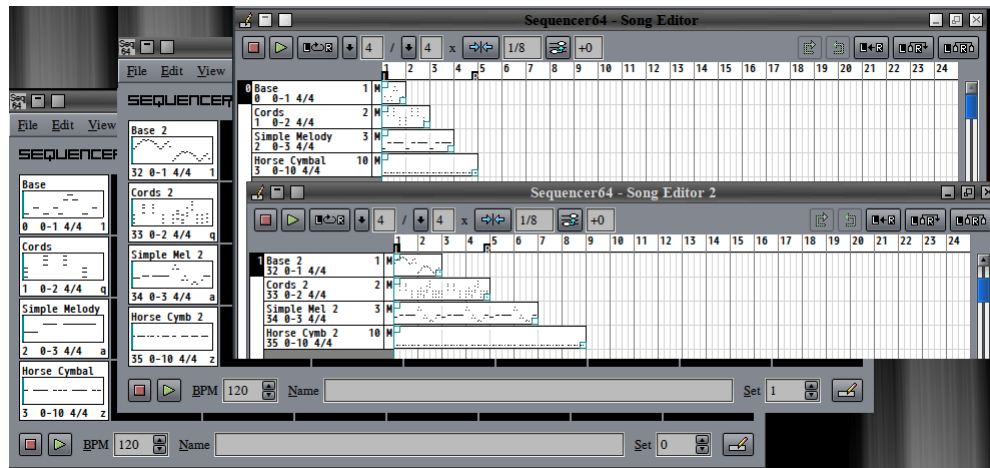 Sequencer64 - Song Editor
L R 4 / 4 x 1/8 +0 L←R
1 2 3 4 5 6 7 8 9 10 11 12 13 14 15 16 17 18 19 20 21 22 23 24
L R
0 Base 1 M
0 0-1 4/4
Cords 2 M
1 0-2 4/4
Simple Melody 3 M
2 0-3 4/4
Horse Cymbal 10 M
3 0-10 4/4
Sequencer64 - Song Editor 2
L R 4 / 4 x 1/8 +0 L←R
1 2 3 4 5 6 7 8 9 10 11 12 13 14 15 16 17 18 19 20 21 22 23 24
L R
1 Base 2 1 M
32 0-1 4/4
Cords 2 2 M
33 0-2 4/4
Simple Mel 2 3 M
34 0-3 4/4
Horse Cymb 2 10 M
35 0-10 4/4
Seq
64
File Edit View
Base 2
32 0-1 4/4 1
Cords 2
33 0-2 4/4 q
Simple Mel 2
34 0-3 4/4 a
Horse Cymb 2
35 0-10 4/4 z
BPM 120 Name Set 1
Seq
64
File Edit View
Base
0 0-1 4/4 1
Cords
1 0-2 4/4 q
Simple Melody
2 0-3 4/4 a
Horse Cymbal
3 0-10 4/4 z
BPM 120 Name Set 0